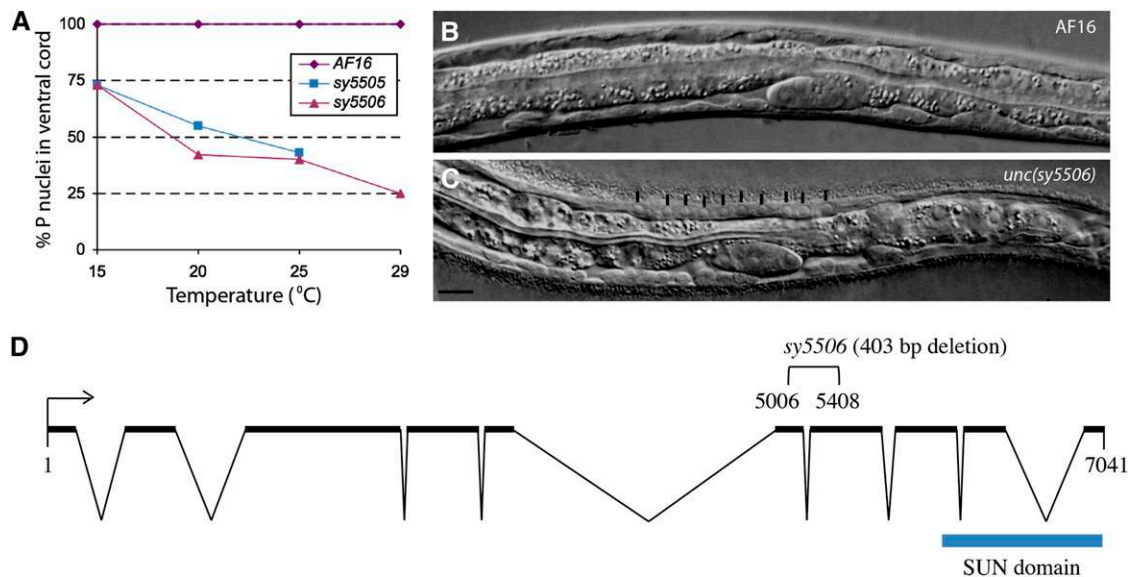 A
% P nuclei in ventral cord
100
75
50
25
0
15
20
25
29
Temperature (⁰C)
AF16
sy5505
sy5506
B
AF16
C
unc(sy5506)
D
sy5506 (403 bp deletion)
5006 5408
1
7041
SUN domain